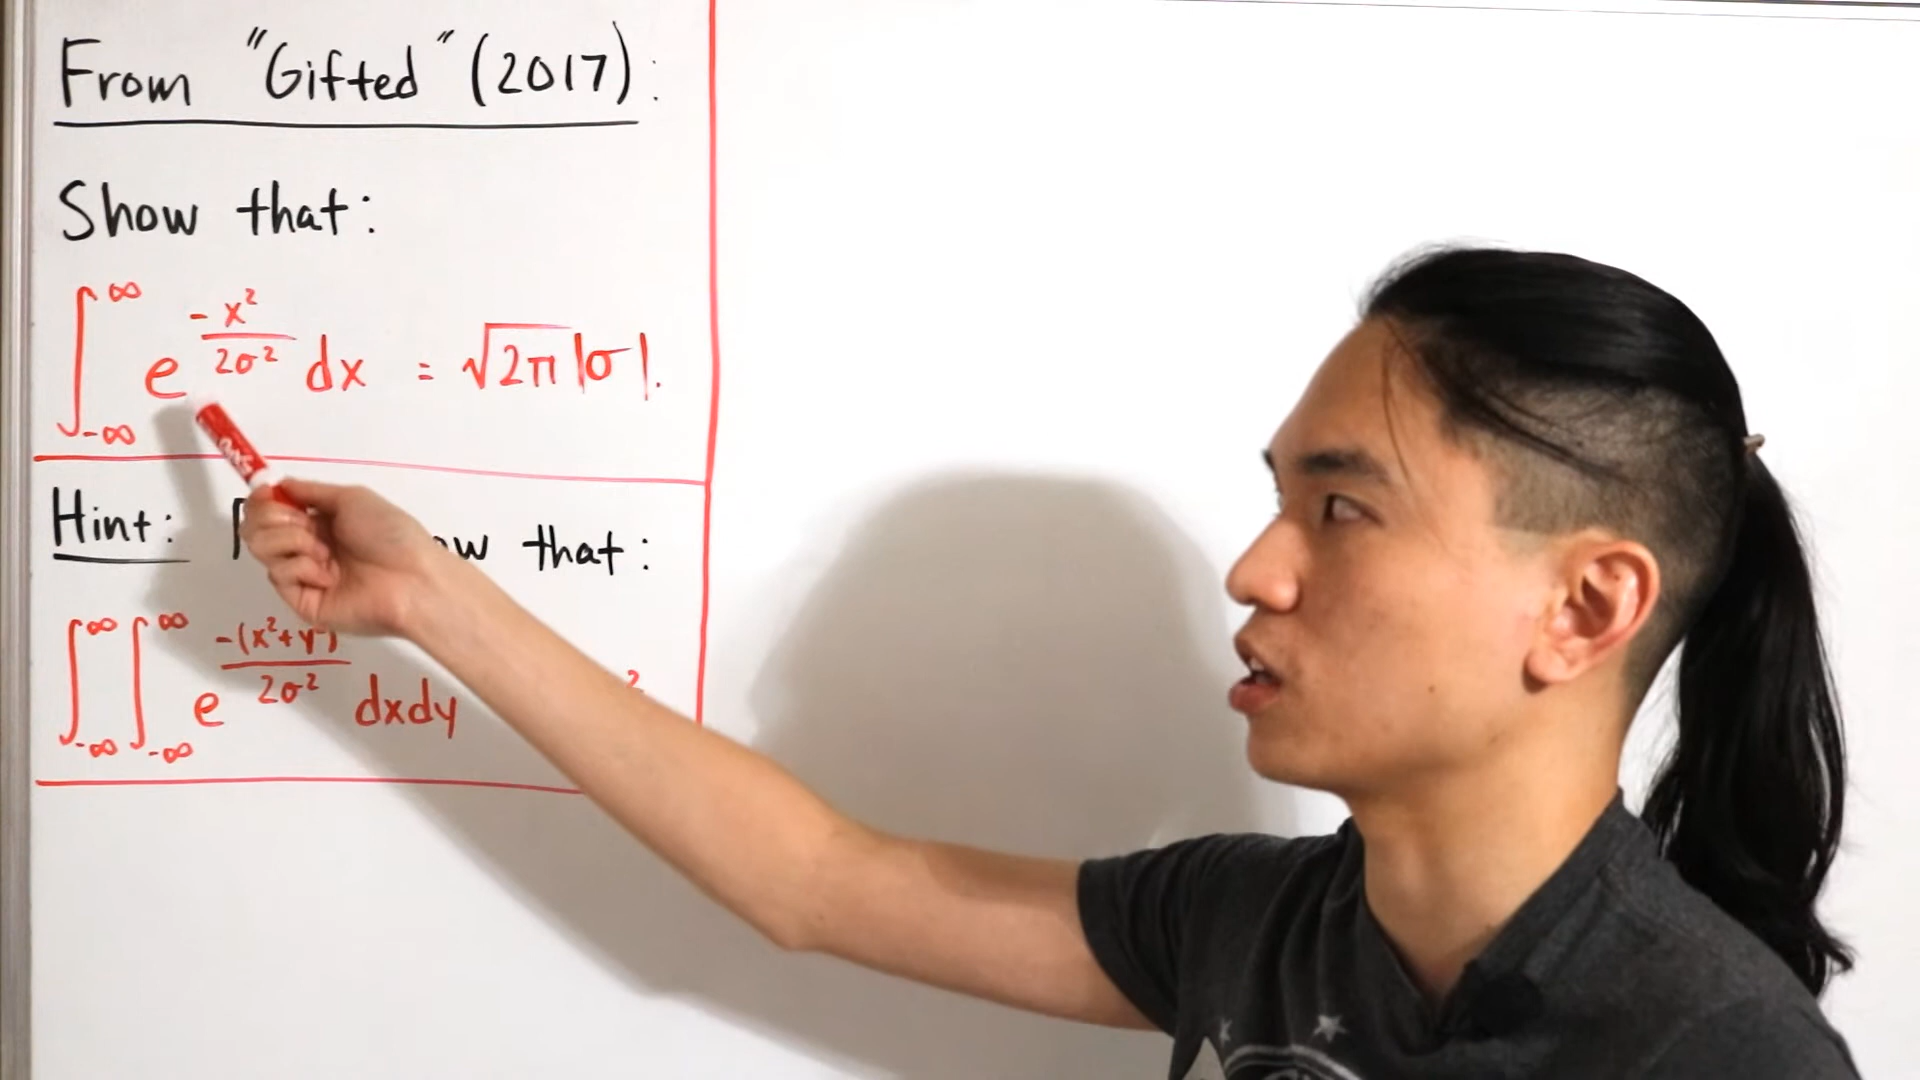 From "Gifted" (2017):
Show that:
∫_{-∞}^{∞} e^{-x²/2σ²} dx = √2π |σ|.
Hint: that:
∫_{-∞}^{∞} ∫_{-∞}^{∞} e^{-(x²+y²)/2σ²} dxdy